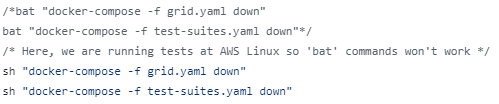 /*bat "docker-compose -f grid.yaml down"
bat "docker-compose -f test-suites.yaml down"*/
/* Here, we are running tests at AWS Linux so 'bat' commands won't work */
sh "docker-compose -f grid.yaml down"
sh "docker-compose -f test-suites.yaml down"